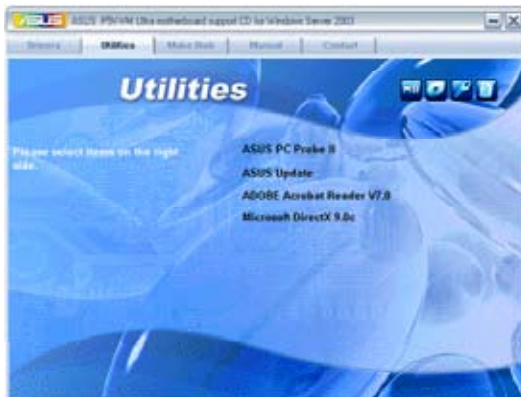 ASUS P5WVM Ultra motherboard support CD for Windows Server 2003
Drivers Utilities Make Disk Manual Contact
Utilities
Please select items on the right
side.
ASUS PC Probe II
ASUS Update
ADOBE Acrobat Reader V7.0
Microsoft DirectX 9.0c